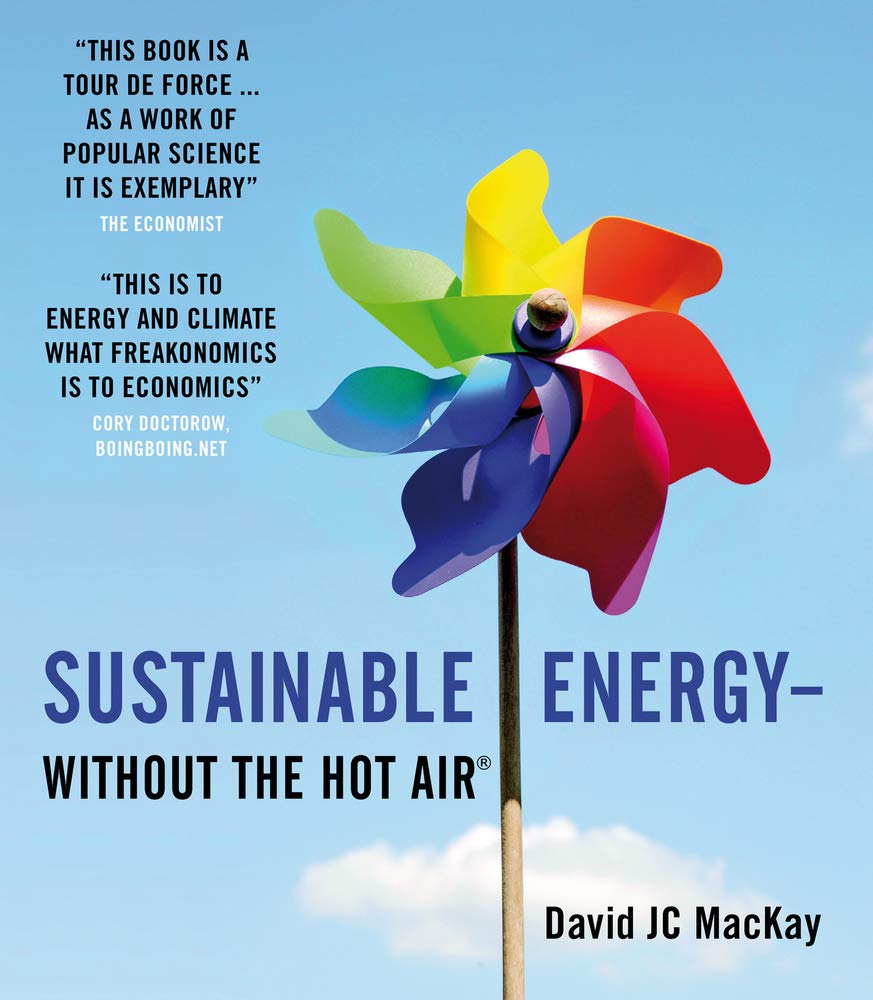 “THIS BOOK IS A
TOUR DE FORCE ...
AS A WORK OF
POPULAR SCIENCE
IT IS EXEMPLARY”
THE ECONOMIST
“THIS IS TO
ENERGY AND CLIMATE
WHAT FREAKONOMICS
IS TO ECONOMICS”
CORY DOCTOROW,
BOINGBOING.NET
SUSTAINABLE ENERGY–
WITHOUT THE HOT AIR®
David JC MacKay